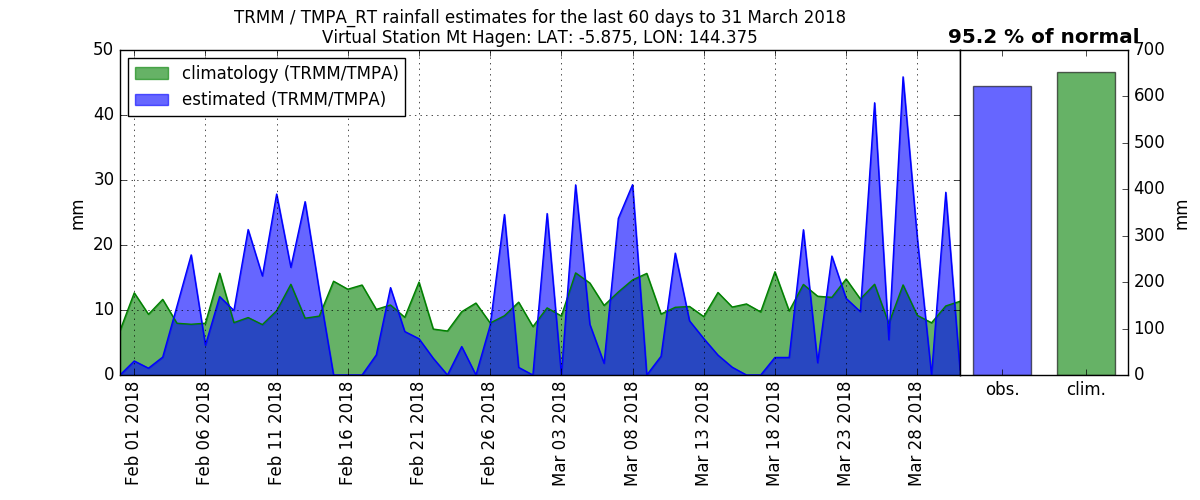 TRMM / TMPA_RT rainfall estimates for the last 60 days to 31 March 2018
Virtual Station Mt Hagen: LAT: -5.875, LON: 144.375
95.2 % of normal
climatology (TRMM/TMPA)
estimated (TRMM/TMPA)
50
40
30
20
10
0
mm
Feb 01 2018
Feb 06 2018
Feb 11 2018
Feb 16 2018
Feb 21 2018
Feb 26 2018
Mar 03 2018
Mar 08 2018
Mar 13 2018
Mar 18 2018
Mar 23 2018
Mar 28 2018
obs.
clim.
700
600
500
400
300
200
100
0
mm